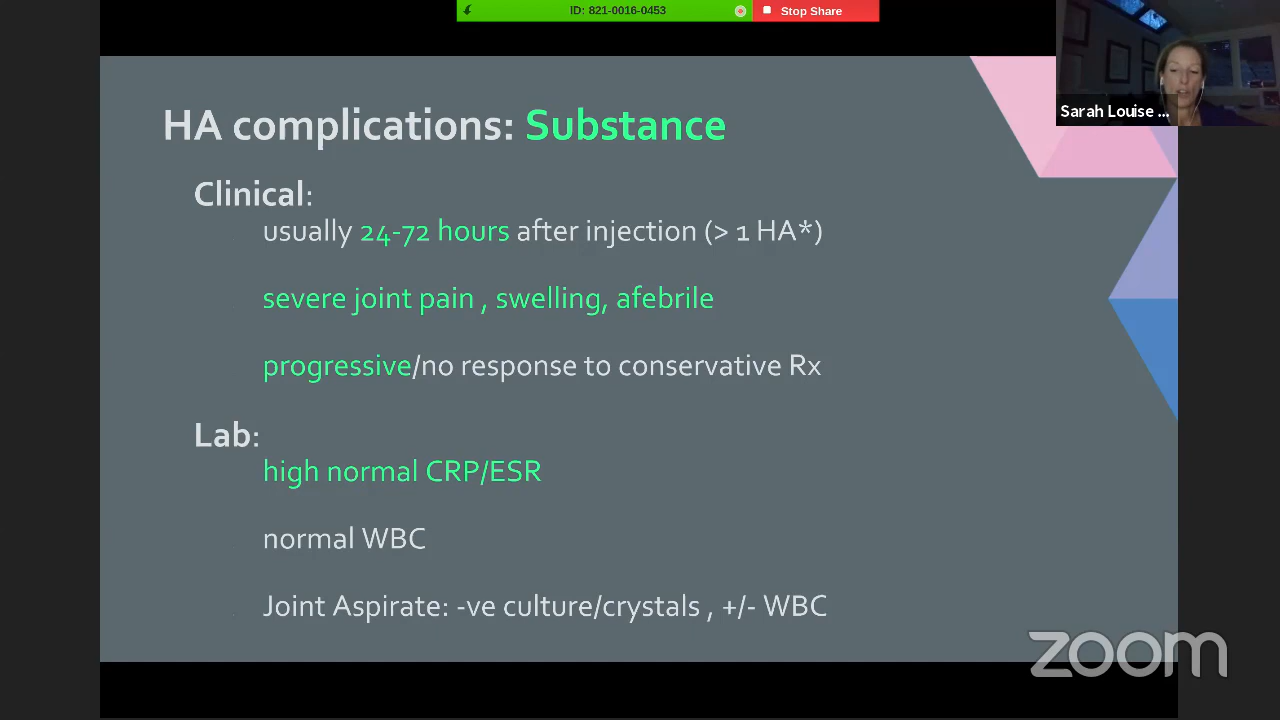 ID: 821-0016-0453
Stop Share
Sarah Louise ...
HA complications: Substance
Clinical:
usually 24-72 hours after injection (> 1 HA*)
severe joint pain , swelling, afebrile
progressive/no response to conservative Rx
Lab:
high normal CRP/ESR
normal WBC
Joint Aspirate: -ve culture/crystals , +/- WBC
zoom